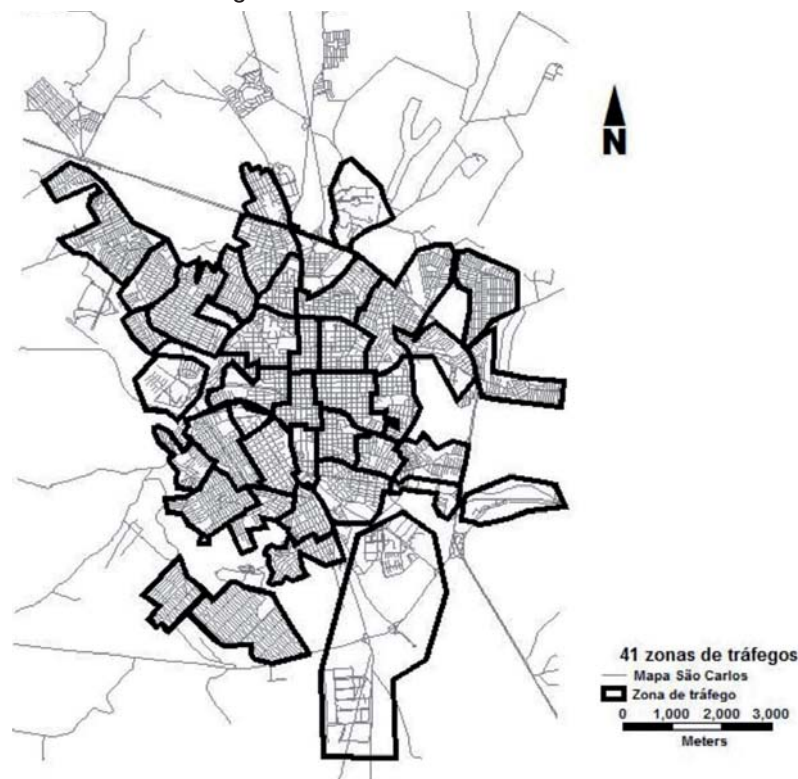 N
41 zonas de tráfegos
Mapa São Carlos
Zona de tráfego
0 1,000 2,000 3,000
Meters